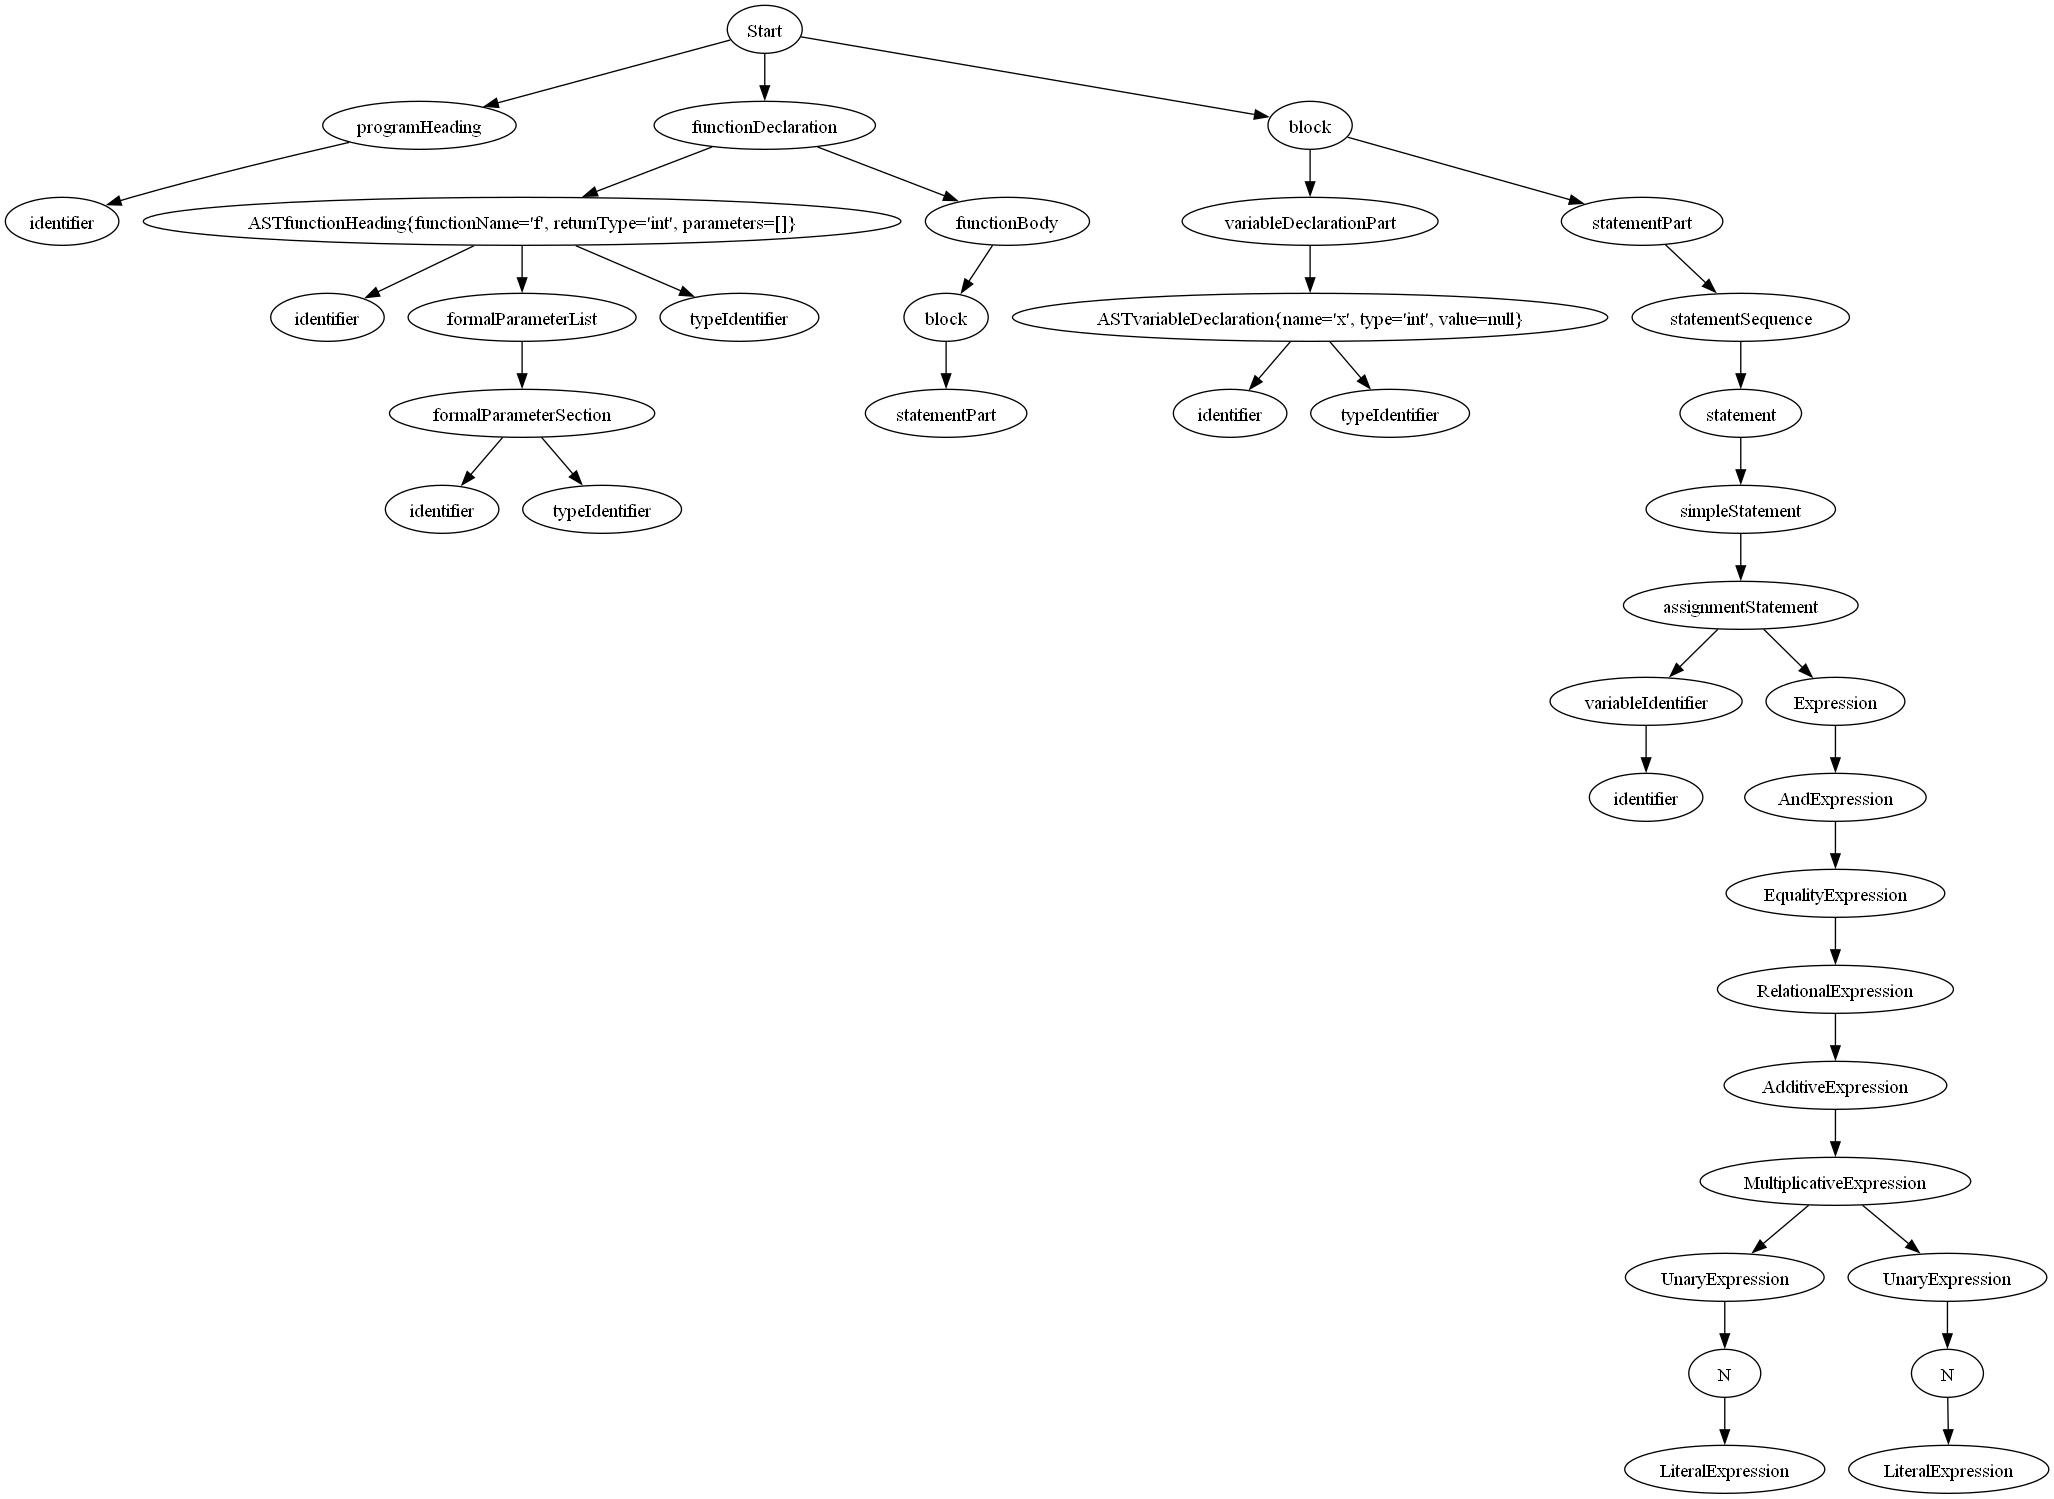 Start
programHeading
functionDeclaration
block
identifier
ASTfunctionHeading{functionName='f', returnType='int', parameters=[]}
functionBody
variableDeclarationPart
statementPart
identifier
formalParameterList
typeIdentifier
block
ASTvariableDeclaration{name='x', type='int', value=null}
statementSequence
formalParameterSection
statementPart
identifier
typeIdentifier
statement
identifier
typeIdentifier
simpleStatement
assignmentStatement
variableIdentifier
Expression
identifier
AndExpression
EqualityExpression
RelationalExpression
AdditiveExpression
MultiplicativeExpression
UnaryExpression
UnaryExpression
N
N
LiteralExpression
LiteralExpression